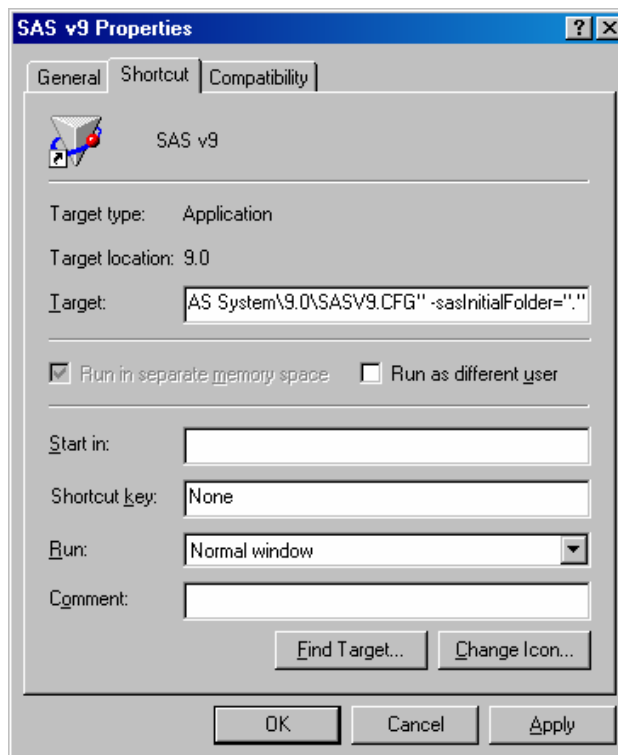 SAS v9 Properties
General Shortcut Compatibility
SAS v9
Target type: Application
Target location: 9.0
Target: AS System\9.0\SASV9.CFG" -sasInitialFolder="."
Run in separate memory space Run as different user
Start in:
Shortcut key: None
Run: Normal window
Comment:
Find Target... Change Icon...
OK Cancel Apply